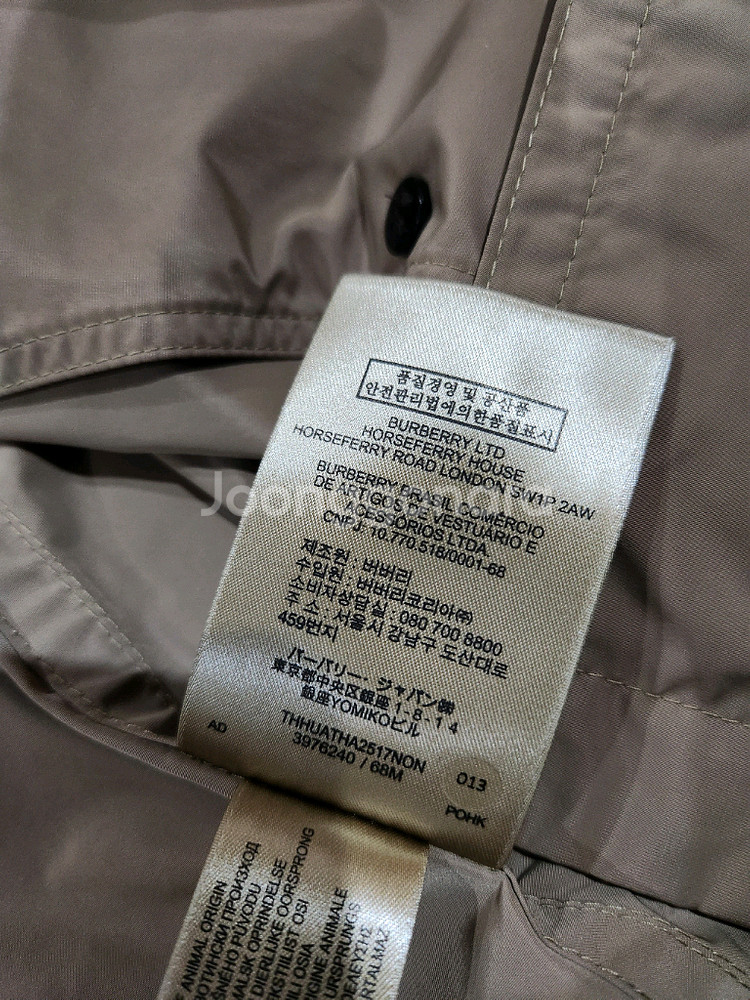 품질경영 및 공산품
안전관리법에의한품질표시
BURBERRY LTD
HORSEFERRY HOUSE
HORSEFERRY ROAD LONDON SW1P 2AW
BURBERRY BRASIL COMÉRCIO
DE ARTIGOS DE VESTUÁRIO E
ACESSÓRIOS LTDA
CNPJ 10.770.518/0001-68
제조원 : 버버리
수입원 : 버버리코리아㈜
소비자상담실 : 080 700 8800
주 소 : 서울시 강남구 도산대로
459번지
バーバリー・ジャパン㈱
東京都中央区銀座1-8-14
銀座YOMIKOビル
AD
THHUATHA2517NON
3976240 / 68M
013
POHK
ANIMAL ORIGIN
DIERLIJKE OORSPRONG